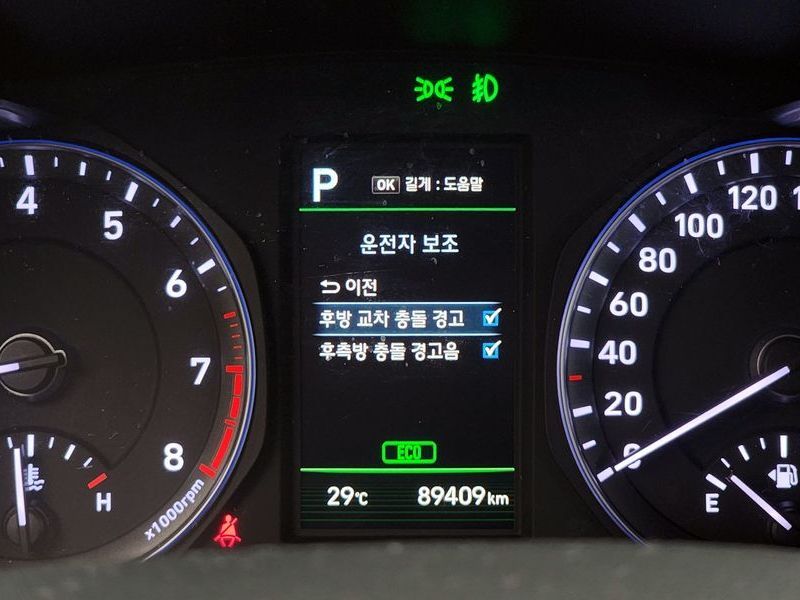 P
OK 길게 : 도움말
운전자 보조
이전
후방 교차 충돌 경고
후측방 충돌 경고음
ECO
29℃ 89409km
4
5
6
7
8
x1000rpm
H
120
100
80
60
40
20
0
E